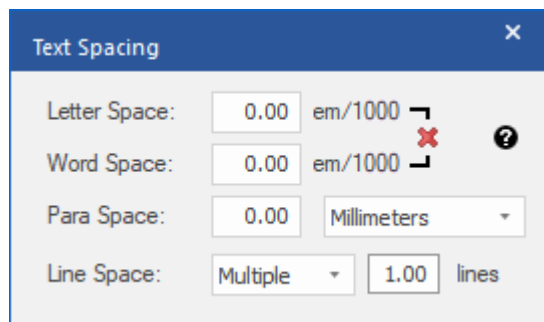 Text Spacing
Letter Space: 0.00 em/1000
Word Space: 0.00 em/1000
Para Space: 0.00 Millimeters
Line Space: Multiple 1.00 lines